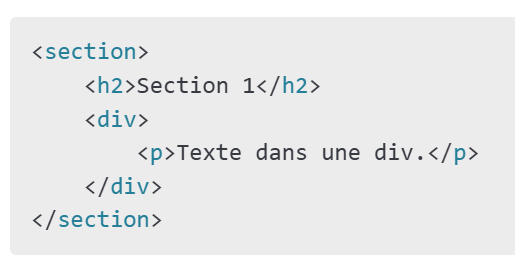 <section>
    <h2>Section 1</h2>
    <div>
        <p>Texte dans une div.</p>
    </div>
</section>